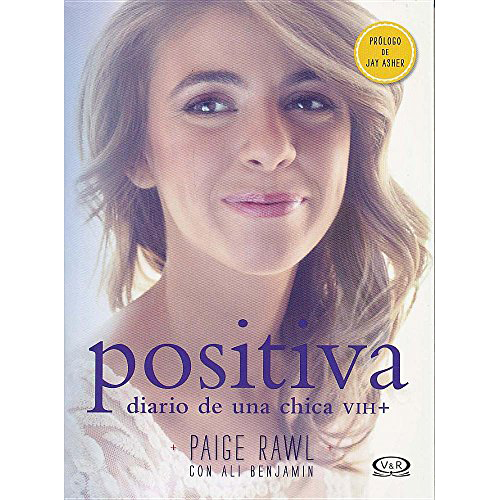 PRÓLOGO
DE
JAY ASHER
positiva
diario de una chica VIH+
+ PAIGE RAWL +
CON ALI BENJAMIN
V&R